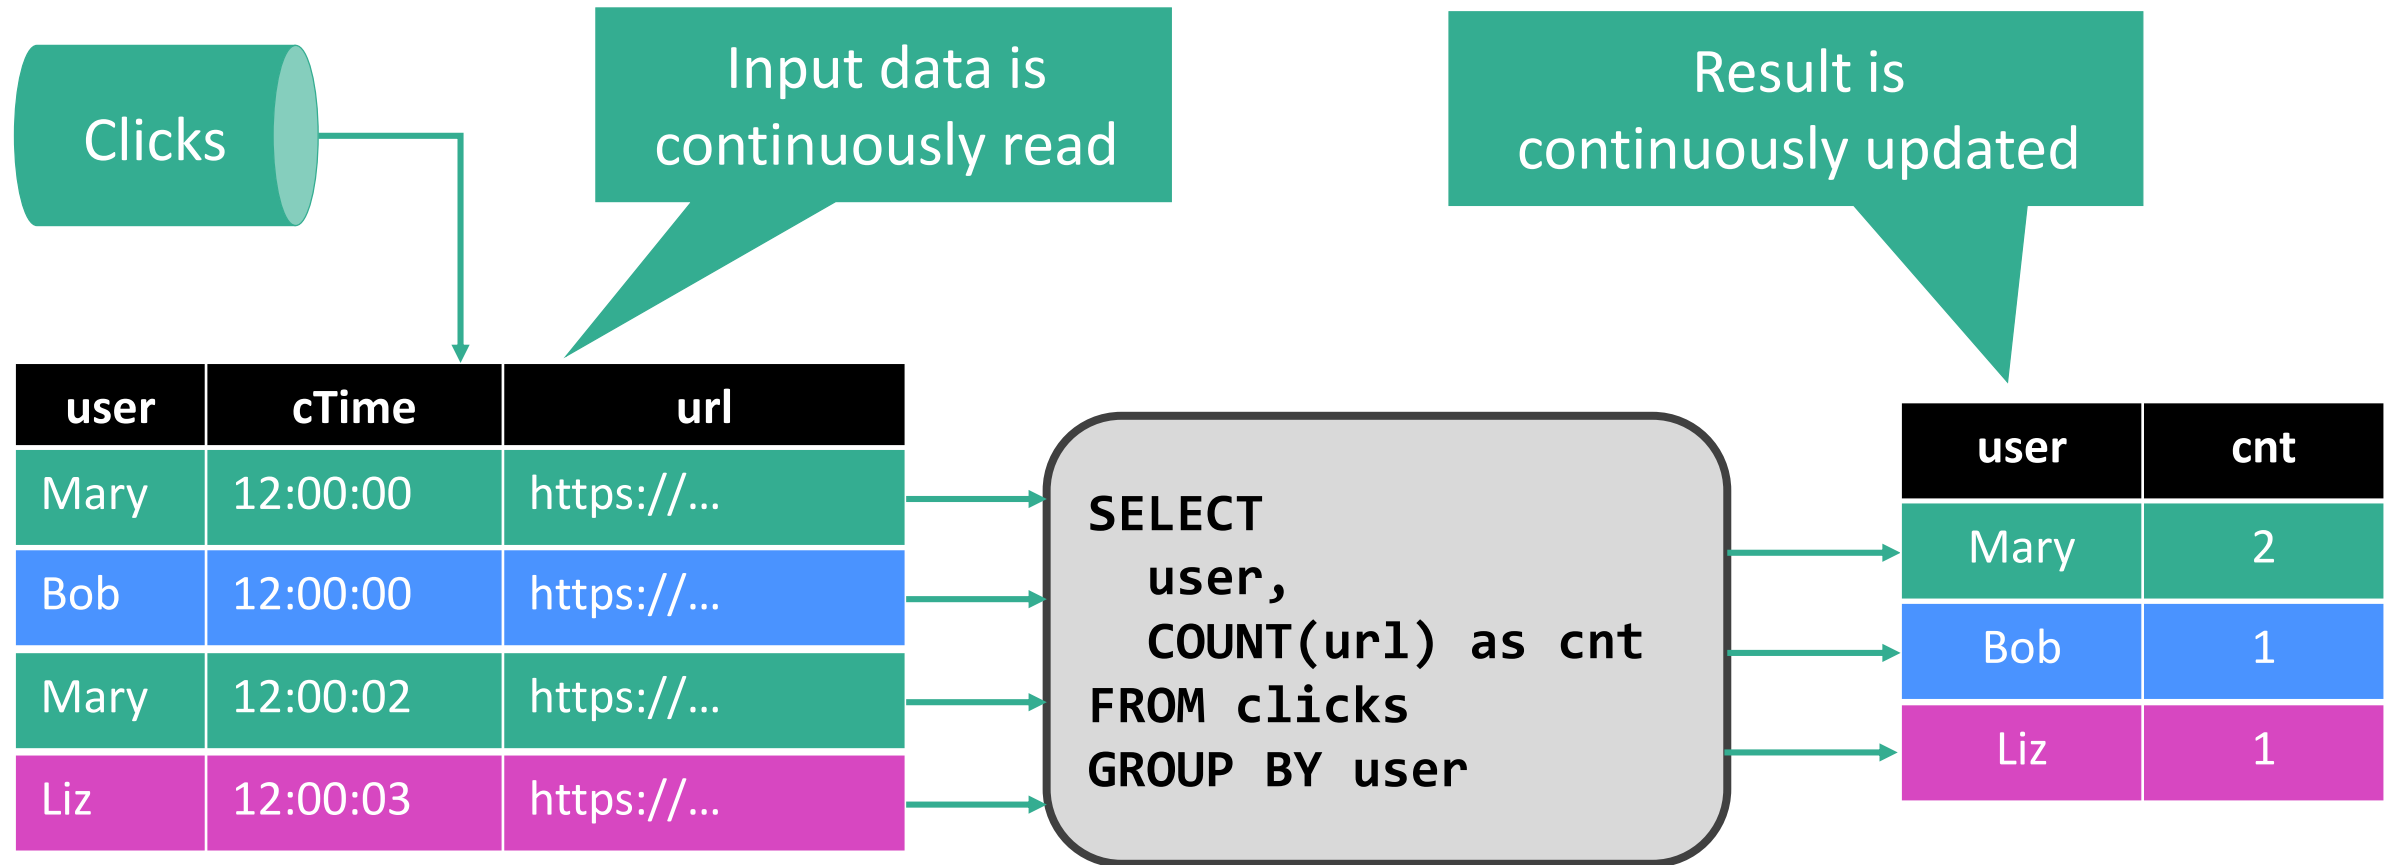 Clicks
Input data is
continuously read
Result is
continuously updated
user cTime url
Mary 12:00:00 https://...
Bob 12:00:00 https://...
Mary 12:00:02 https://...
Liz 12:00:03 https://...
SELECT
user,
COUNT(url) as cnt
FROM clicks
GROUP BY user
user cnt
Mary 2
Bob 1
Liz 1